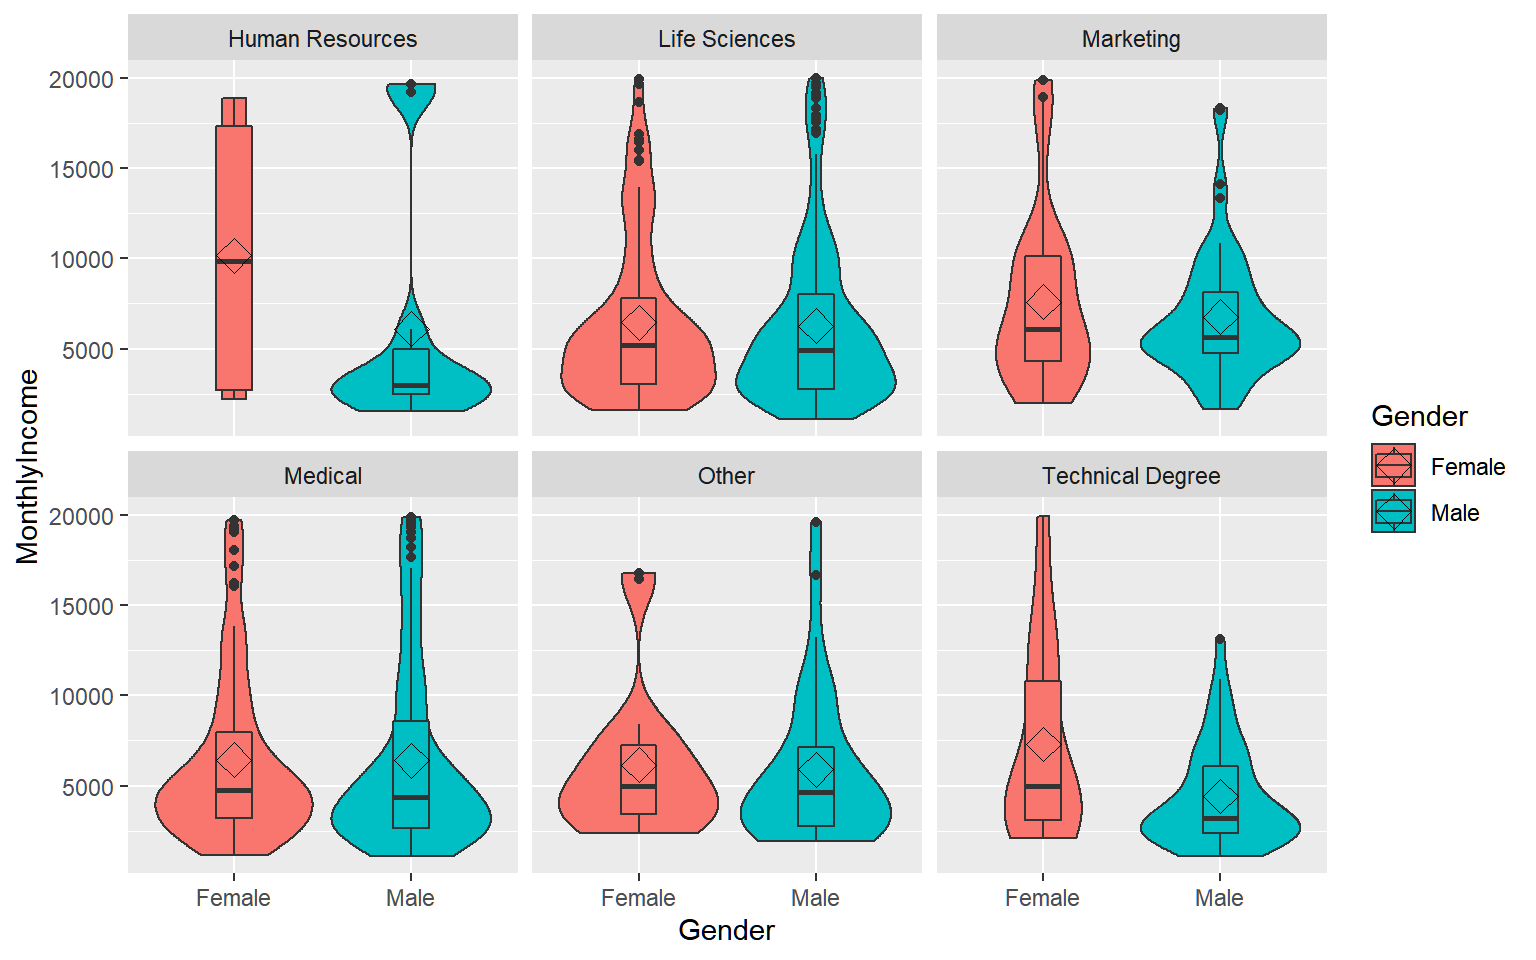 Human Resources
Life Sciences
Marketing
20000
15000
10000
5000
Medical
Other
Technical Degree
20000
15000
10000
5000
MonthlyIncome
Female
Male
Female
Male
Female
Male
Gender
Gender
Female
Male